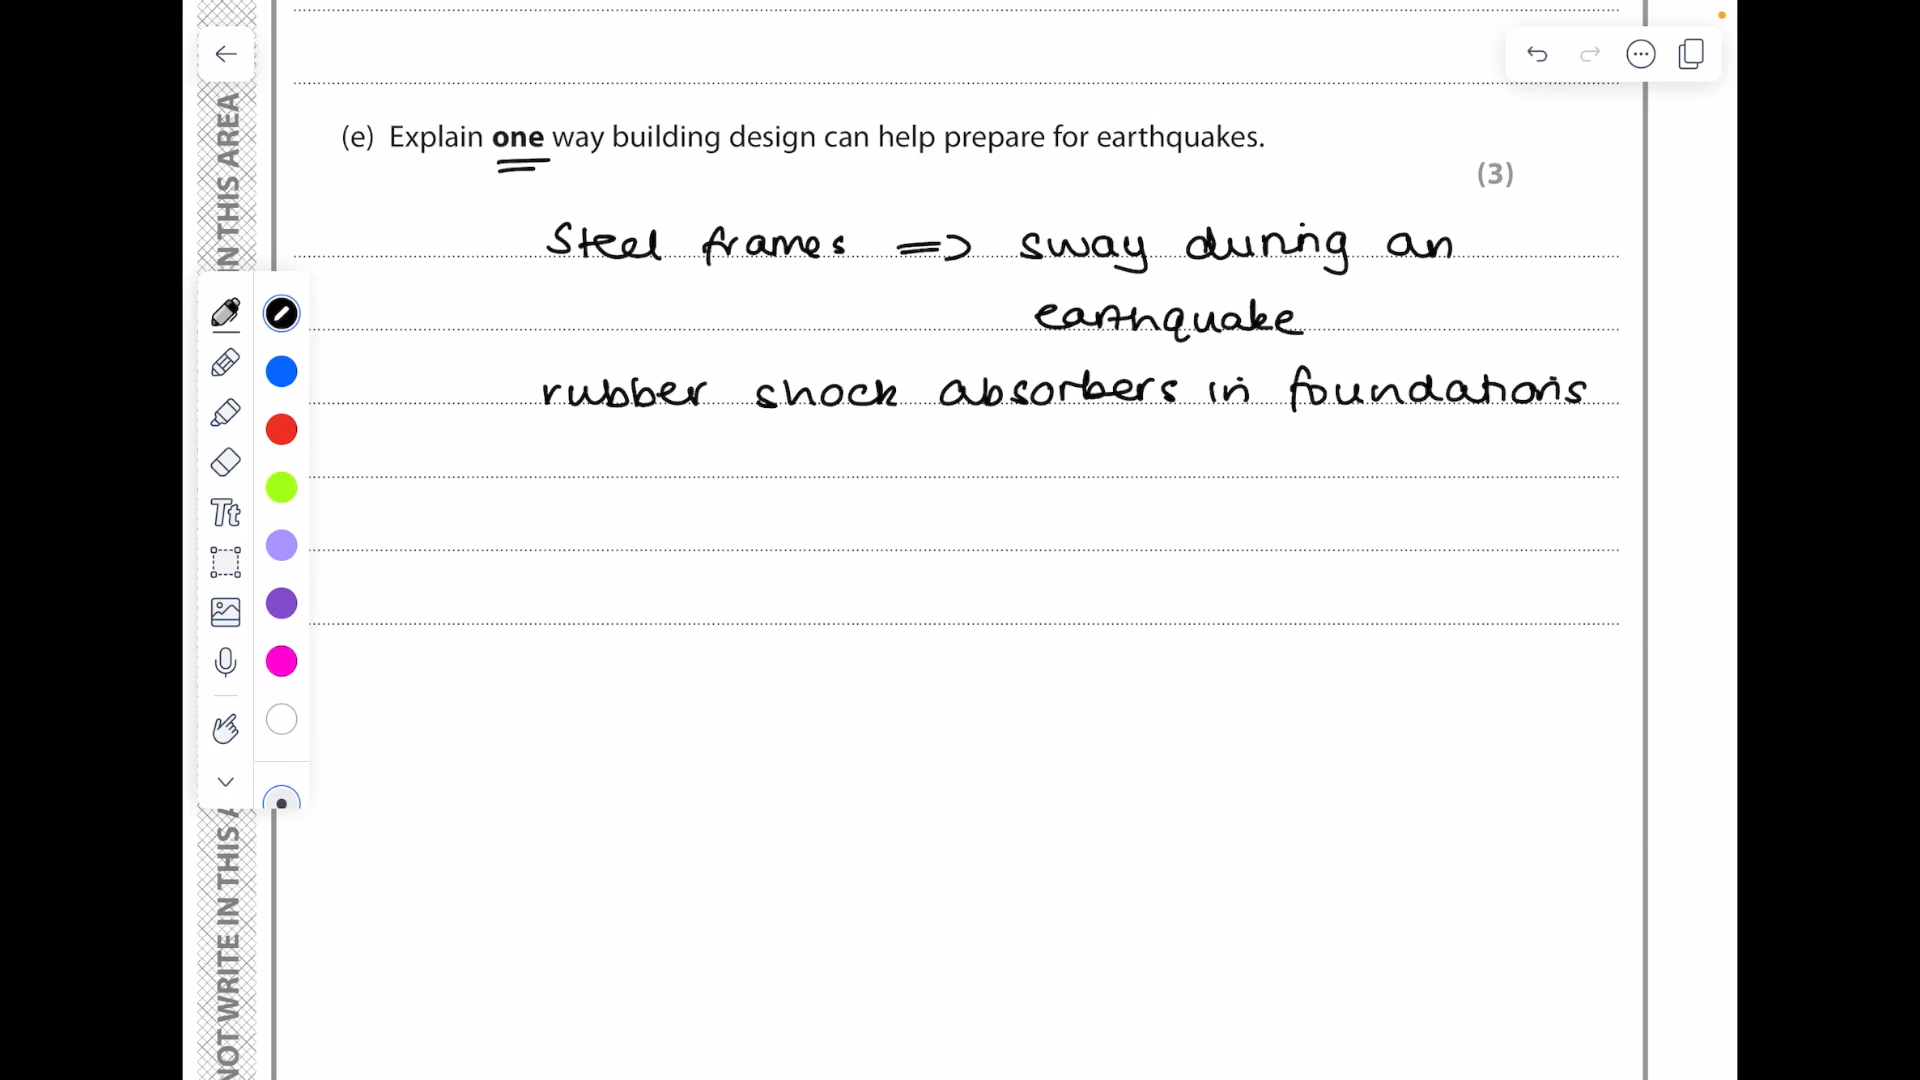 IN THIS AREA
(e) Explain one way building design can help prepare for earthquakes.
(3)
Steel frames => sway during an
earthquake
rubber shock absorbers in foundations
Tt
NOT WRITE IN THIS A